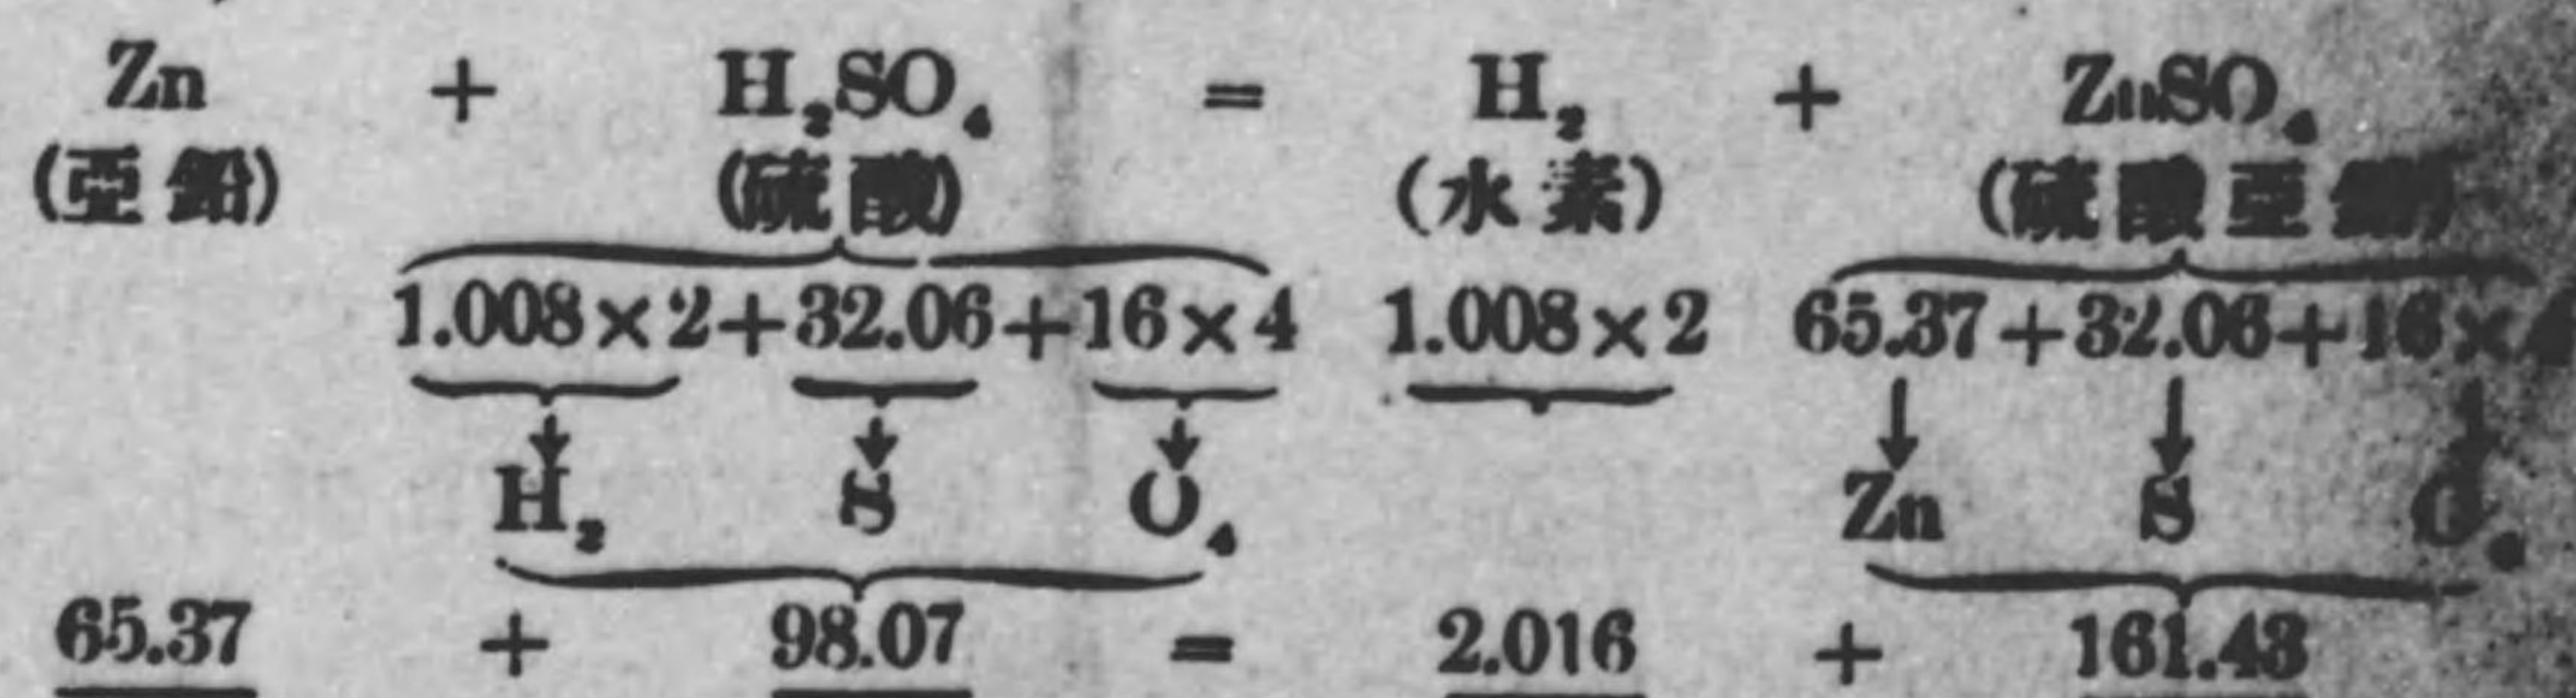 Zn + H₂SO₄ = H₂ + ZnSO₄
(亞鉛) (硫酸) (水素) (硫酸亞鉛)
1.008×2+32.06+16×4 1.008×2 65.37+32.06+16×
H₂ S O₄ Zn S O₄
65.37 + 98.07 = 2.016 + 161.43